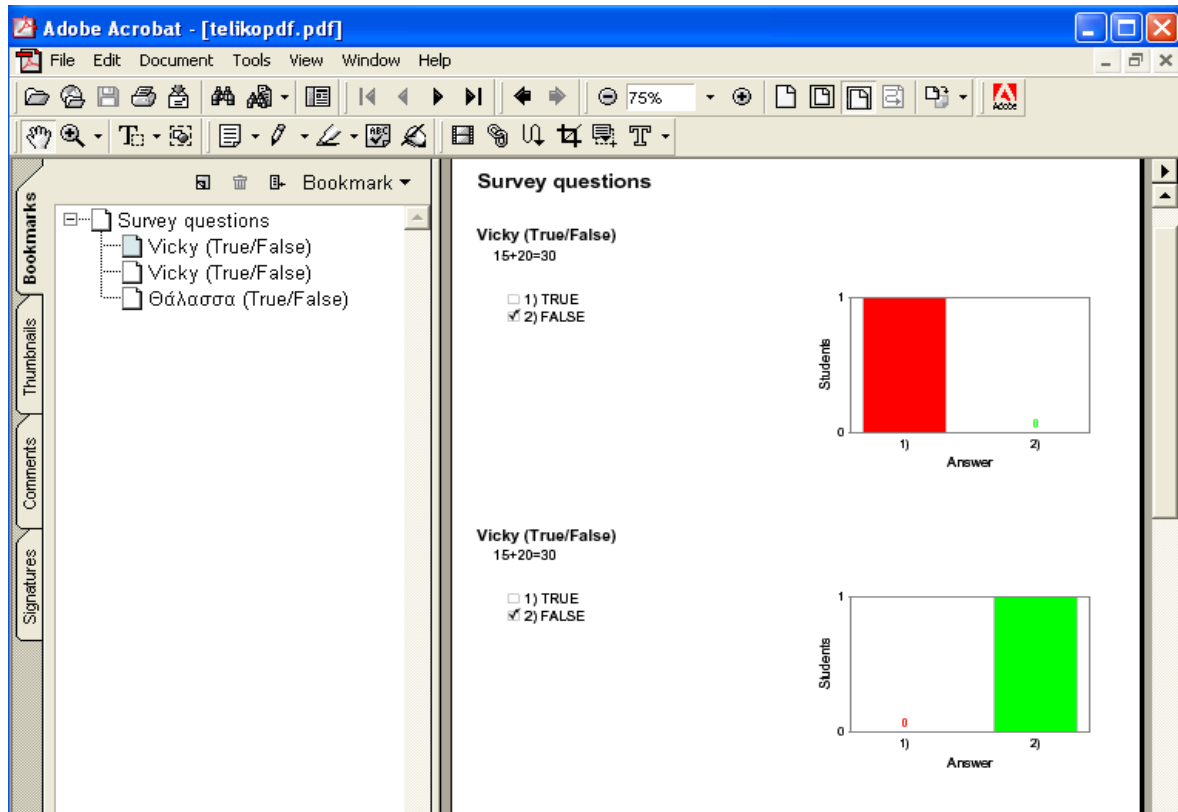 Adobe Acrobat - [telikopdf.pdf]
File Edit Document Tools View Window Help
75%
Adobe
ABC
Bookmarks
Thumbnails
Comments
Signatures
Bookmark
Survey questions
Vicky (True/False)
Vicky (True/False)
Θάλασσα (True/False)
Survey questions
Vicky (True/False)
15+20=30
1) TRUE
2) FALSE
Students
1
0
0
1)
2)
Answer
Vicky (True/False)
15+20=30
1) TRUE
2) FALSE
Students
1
0
0
1)
2)
Answer